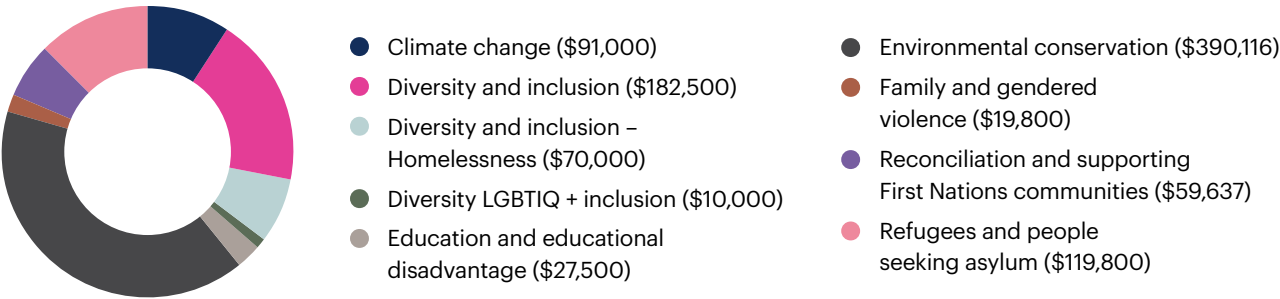 Climate change ($91,000)
Diversity and inclusion ($182,500)
Diversity and inclusion –
Homelessness ($70,000)
Diversity LGBTIQ + inclusion ($10,000)
Education and educational
disadvantage ($27,500)
Environmental conservation ($390,116)
Family and gendered
violence ($19,800)
Reconciliation and supporting
First Nations communities ($59,637)
Refugees and people
seeking asylum ($119,800)